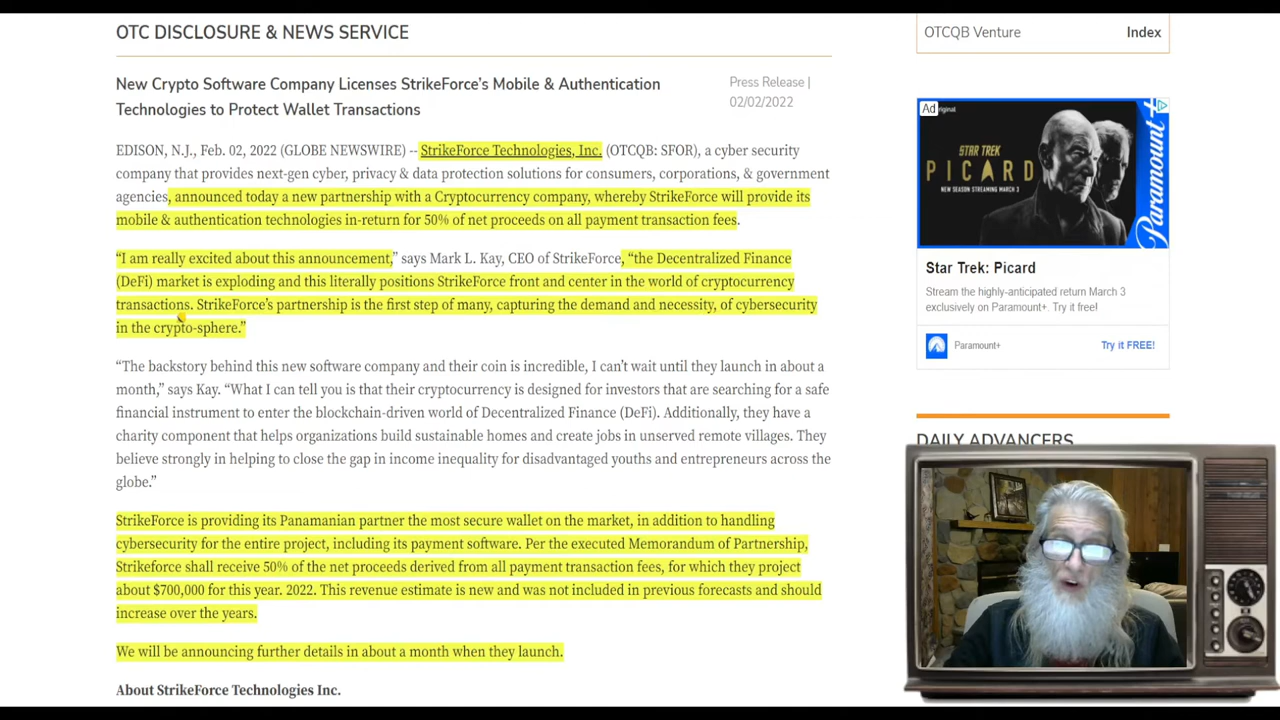 OTC DISCLOSURE & NEWS SERVICE
New Crypto Software Company Licenses StrikeForce's Mobile & Authentication
Technologies to Protect Wallet Transactions
Press Release |
02/02/2022
EDISON, N.J., Feb. 02, 2022 (GLOBE NEWSWIRE) -- StrikeForce Technologies, Inc. (OTCQB: SFOR), a cyber security
company that provides next-gen cyber, privacy & data protection solutions for consumers, corporations, & government
agencies, announced today a new partnership with a Cryptocurrency company, whereby StrikeForce will provide its
mobile & authentication technologies in-return for 50% of net proceeds on all payment transaction fees.
“I am really excited about this announcement,” says Mark L. Kay, CEO of StrikeForce, “the Decentralized Finance
(DeFi) market is exploding and this literally positions StrikeForce front and center in the world of cryptocurrency
transactions. StrikeForce's partnership is the first step of many, capturing the demand and necessity, of cybersecurity
in the crypto-sphere.”
“The backstory behind this new software company and their coin is incredible, I can't wait until they launch in about a
month,” says Kay. “What I can tell you is that their cryptocurrency is designed for investors that are searching for a safe
financial instrument to enter the blockchain-driven world of Decentralized Finance (DeFi). Additionally, they have a
charity component that helps organizations build sustainable homes and create jobs in unserved remote villages. They
believe strongly in helping to close the gap in income inequality for disadvantaged youths and entrepreneurs across the
globe.”
StrikeForce is providing its Panamanian partner the most secure wallet on the market, in addition to handling
cybersecurity for the entire project, including its payment software. Per the executed Memorandum of Partnership,
Strikeforce shall receive 50% of the net proceeds derived from all payment transaction fees, for which they project
about $700,000 for this year. 2022. This revenue estimate is new and was not included in previous forecasts and should
increase over the years.
We will be announcing further details in about a month when they launch.
About StrikeForce Technologies Inc.
OTCQB Venture Index
Ad
STAR TREK
PICARD
NEW SEASON STREAMING MARCH 3
Paramount+
Star Trek: Picard
Stream the highly-anticipated return March 3
exclusively on Paramount+. Try it free!
Paramount+ Try it FREE!
DAILY ADVANCERS